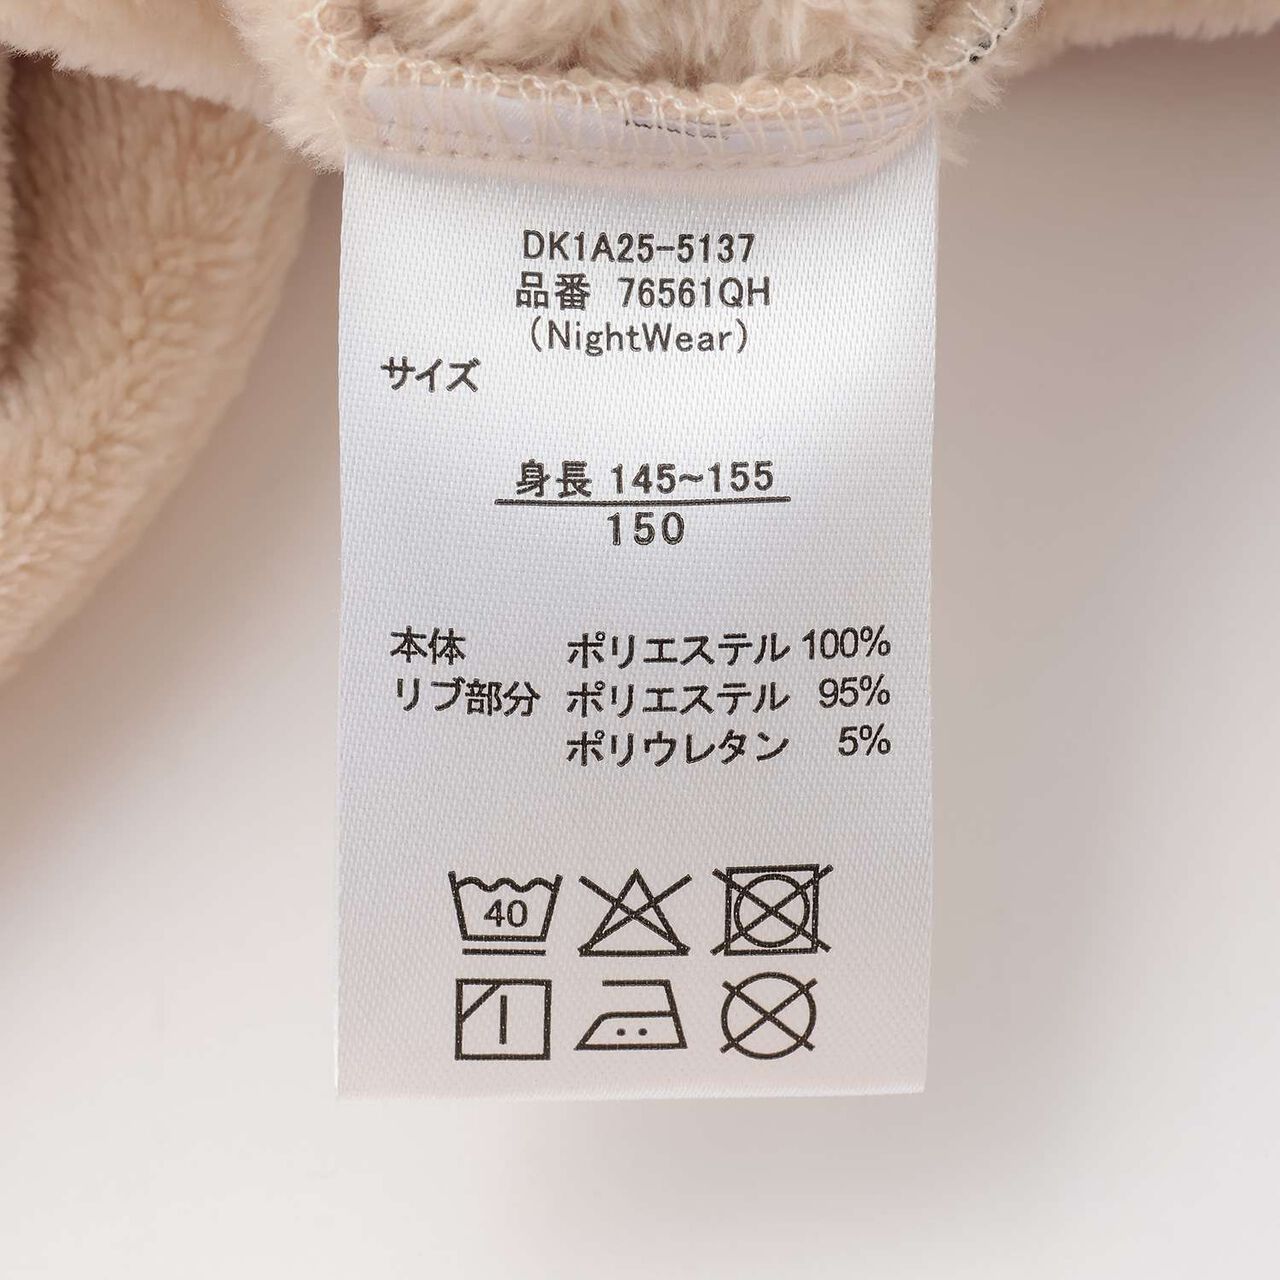 DK1A25-5137
品番 76561QH
(NightWear)
サイズ
身長 145~155
150
本体 ポリエステル 100%
リブ部分 ポリエステル 95%
ポリウレタン 5%
40